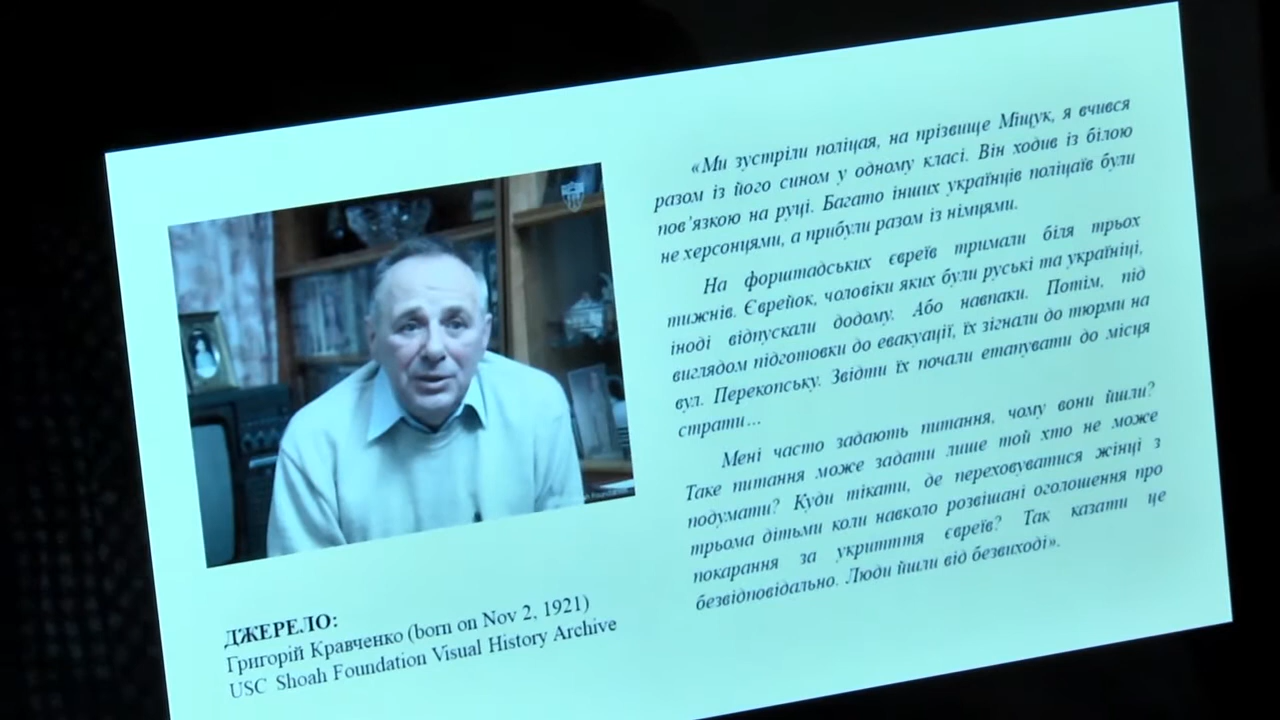 «Ми зустріли поліцая, на прізвище Міщук, я вчився
разом із його сином у одному класі. Він ходив із білою
пов’язкою на руці. Багато інших українців поліцаїв були
не херсонцями, а прибули разом із німцями.
На форштадських євреїв тримали біля трьох
тижнів. Єврейок, чоловіки яких були руські та україніці,
іноді відпускали додому. Або навпаки. Потім, під
виглядом підготовки до евакуації, їх зігнали до тюрми на
вул. Перекопську. Звідти їх почали етапувати до місця
страти…
Мені часто задають питання, чому вони йшли?
Таке питання може задати лише той хто не може
подумати? Куди тікати, де переховуватися жінці з
трьома дітьми коли навколо розвішані оголошення про
покарання за укритття євреїв? Так казати це
безвідповідально. Люди йшли від безвиході».
ДЖЕРЕЛО:
Григорій Кравченко (born on Nov 2, 1921)
USC Shoah Foundation Visual History Archive